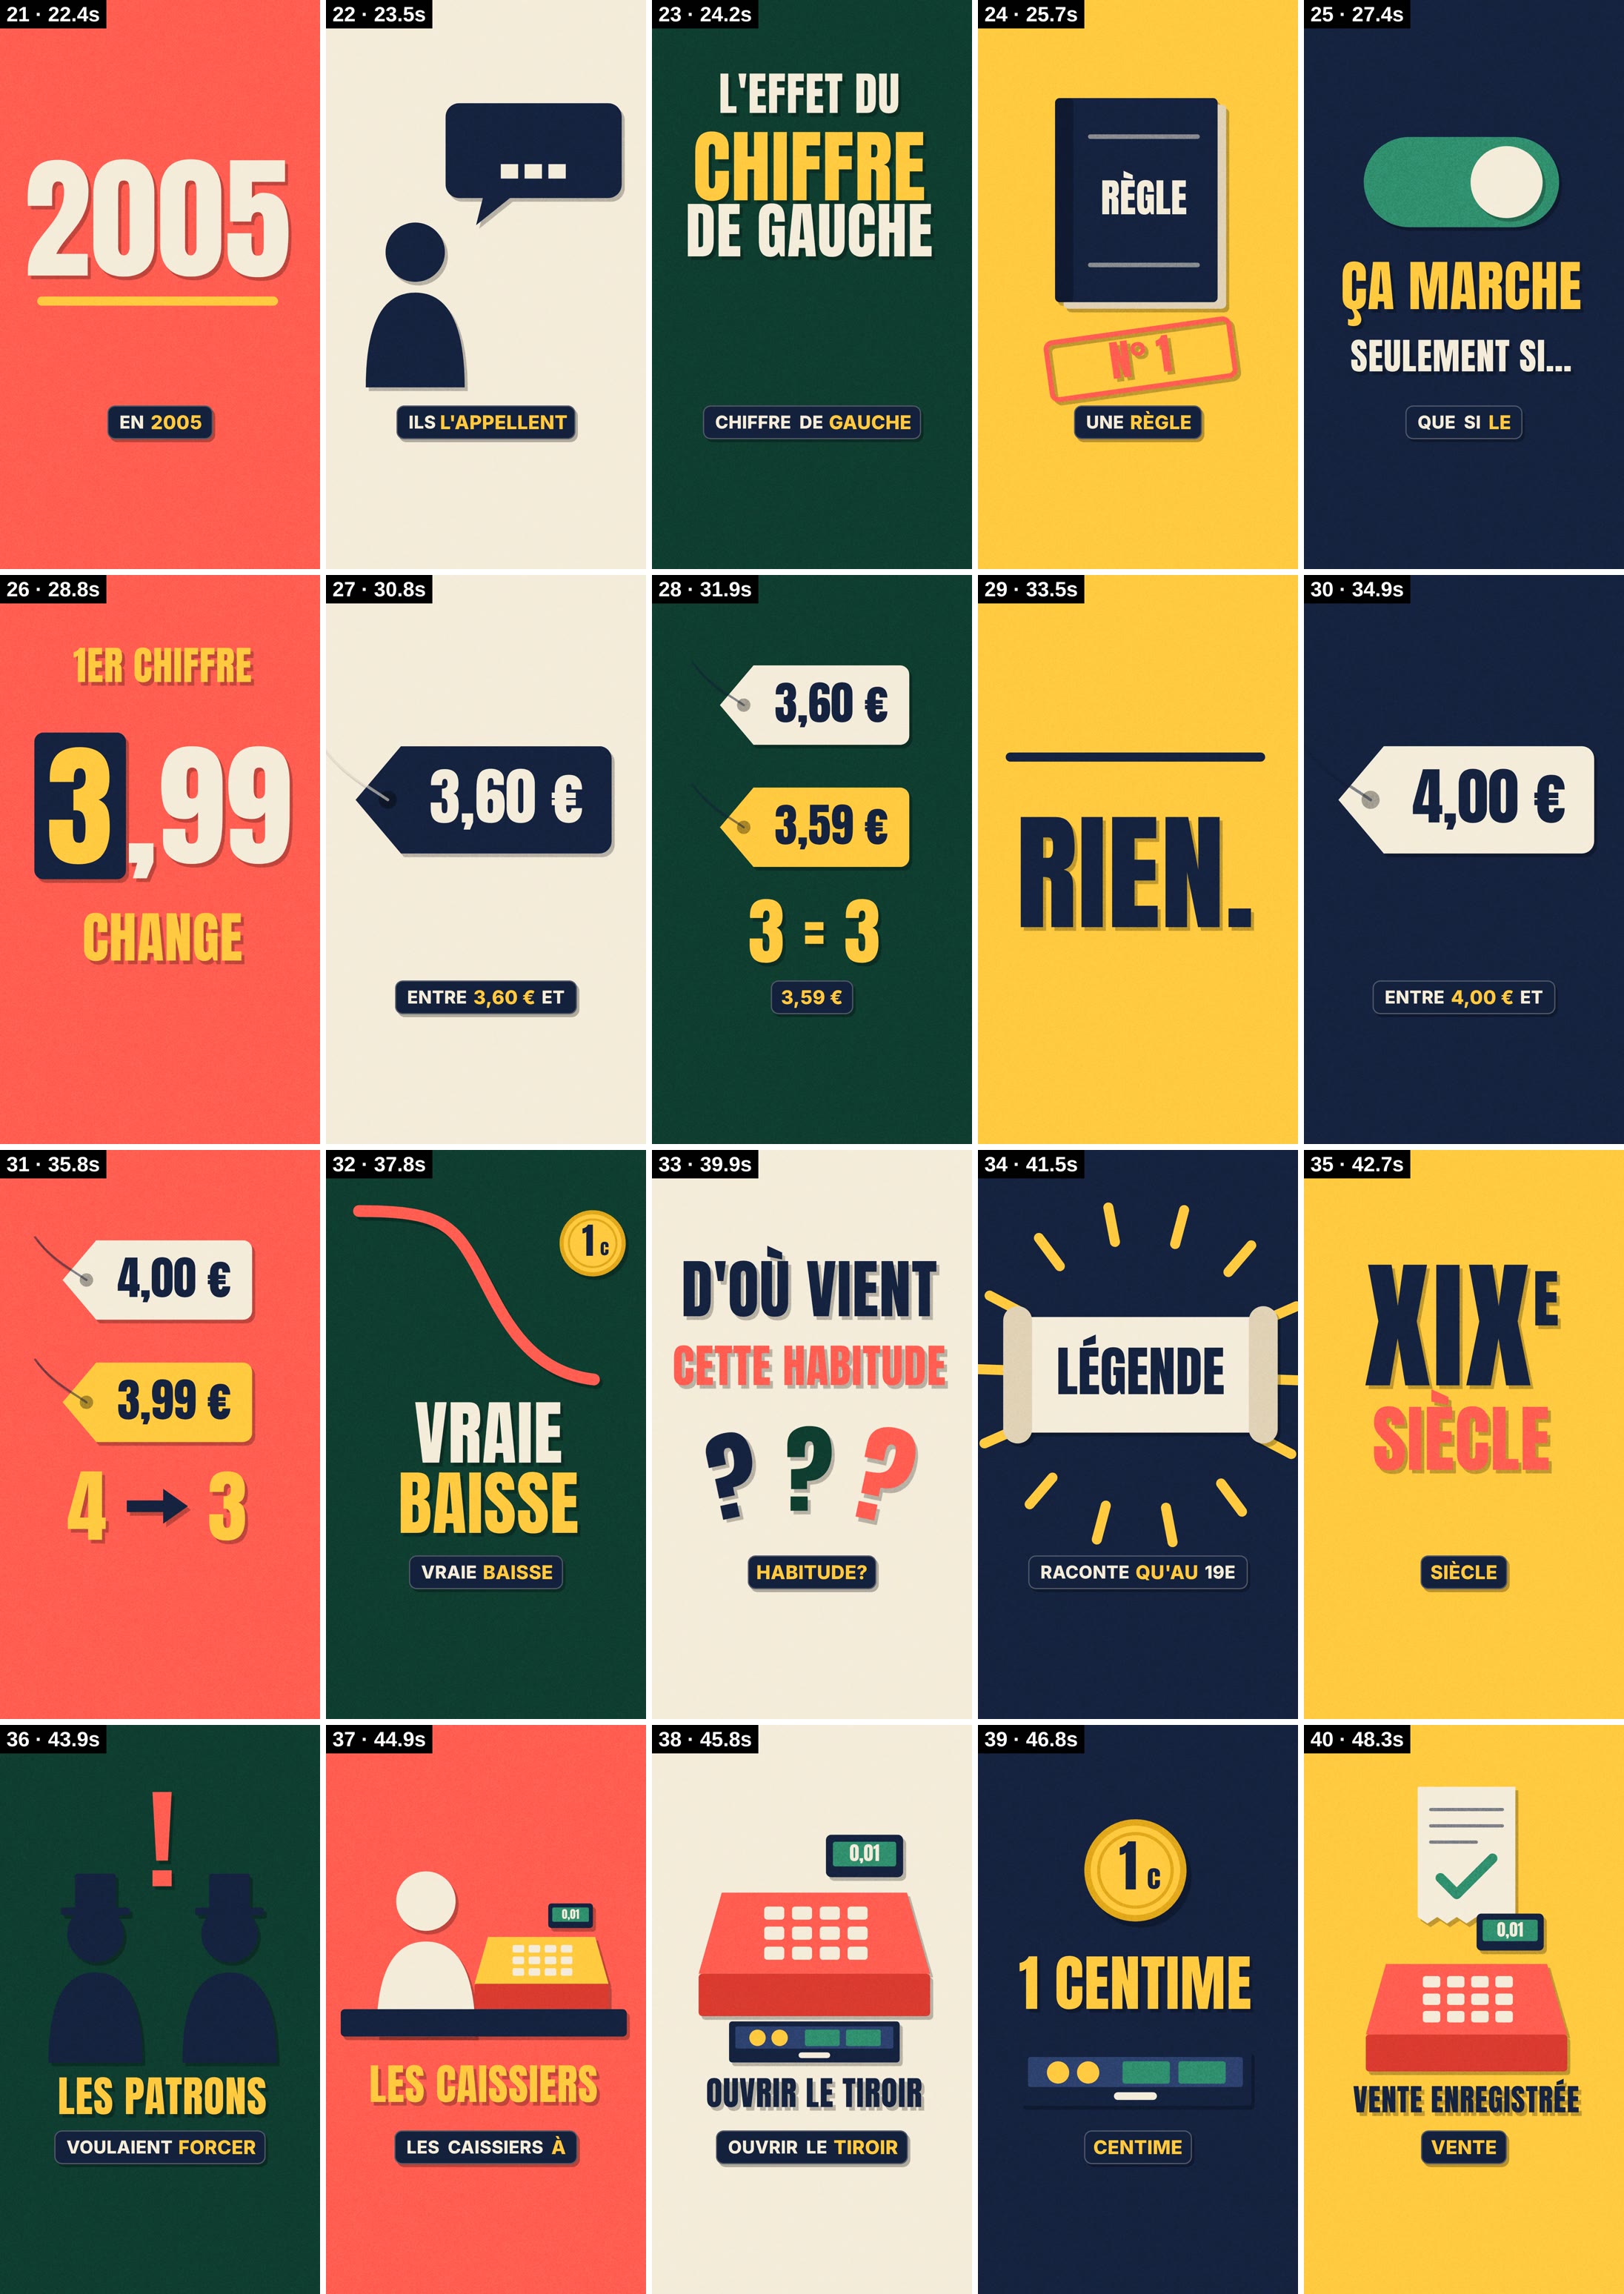 21 · 22.4s
2005
EN 2005
22 · 23.5s
...
ILS L'APPELLENT
23 · 24.2s
L'EFFET DU
CHIFFRE
DE GAUCHE
CHIFFRE DE GAUCHE
24 · 25.7s
RÈGLE
N° 1
UNE RÈGLE
25 · 27.4s
ÇA MARCHE
SEULEMENT SI...
QUE SI LE
26 · 28.8s
1ER CHIFFRE
3,99
CHANGE
27 · 30.8s
3,60 €
ENTRE 3,60 € ET
28 · 31.9s
3,60 €
3,59 €
3 = 3
3,59 €
29 · 33.5s
RIEN.
30 · 34.9s
4,00 €
ENTRE 4,00 € ET
31 · 35.8s
4,00 €
3,99 €
4 → 3
32 · 37.8s
1 c
VRAIE
BAISSE
VRAIE BAISSE
33 · 39.9s
D'OÙ VIENT
CETTE HABITUDE
? ? ?
HABITUDE?
34 · 41.5s
LÉGENDE
RACONTE QU'AU 19E
35 · 42.7s
XIXE
SIÈCLE
SIÈCLE
36 · 43.9s
!
LES PATRONS
VOULAIENT FORCER
37 · 44.9s
0,01
LES CAISSIERS
LES CAISSIERS À
38 · 45.8s
0,01
OUVRIR LE TIROIR
OUVRIR LE TIROIR
39 · 46.8s
1 c
1 CENTIME
CENTIME
40 · 48.3s
0,01
VENTE ENREGISTRÉE
VENTE